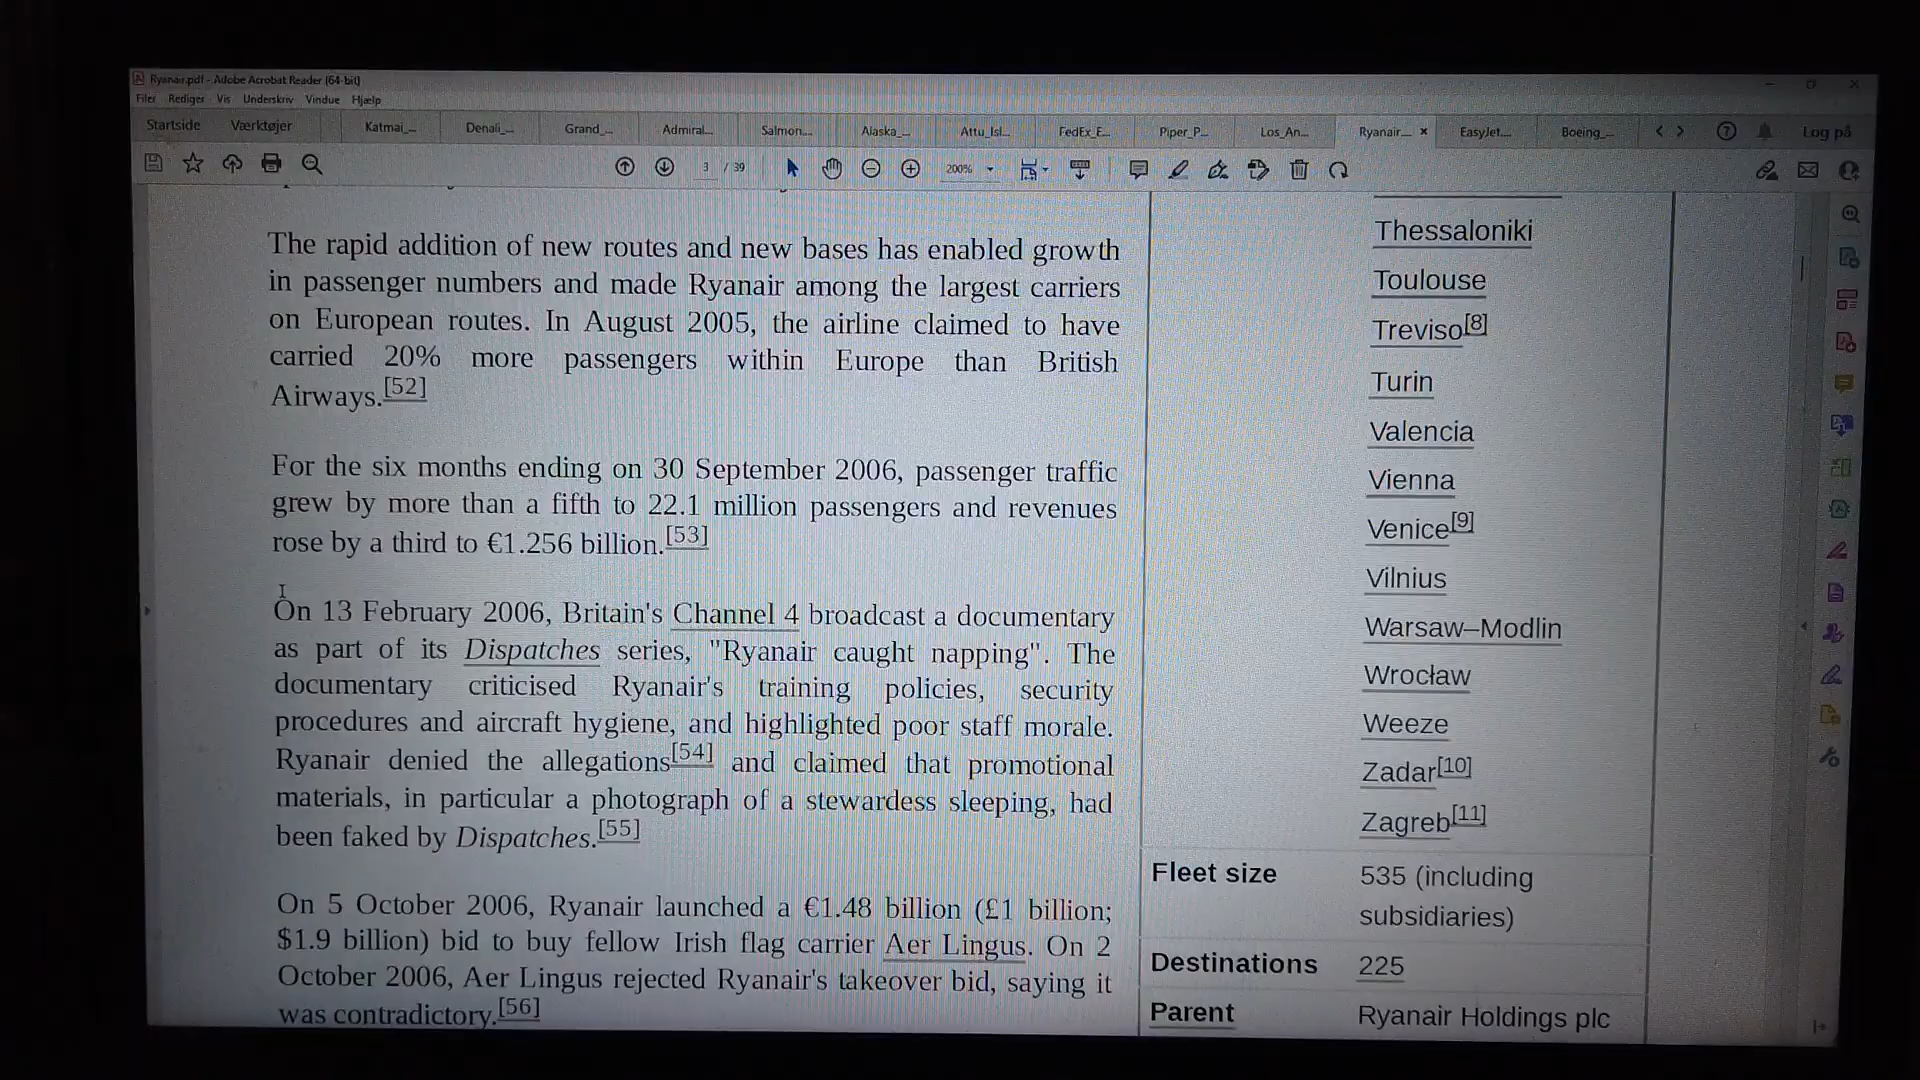 Ryanair.pdf - Adobe Acrobat Reader (64-bit)
Filer Rediger Vis Underskriv Vindue Hjælp
Startside Værktøjer Katmai_... Denali_... Grand_... Admiral... Salmon... Alaska_... Attu_Isl... FedEx_E... Piper_P... Los_An... Ryanair... × EasyJet.... Boeing_... Log på
3 / 39 200%
The rapid addition of new routes and new bases has enabled growth
in passenger numbers and made Ryanair among the largest carriers
on European routes. In August 2005, the airline claimed to have
carried 20% more passengers within Europe than British
Airways.[52]
For the six months ending on 30 September 2006, passenger traffic
grew by more than a fifth to 22.1 million passengers and revenues
rose by a third to €1.256 billion.[53]
On 13 February 2006, Britain's Channel 4 broadcast a documentary
as part of its Dispatches series, "Ryanair caught napping". The
documentary criticised Ryanair's training policies, security
procedures and aircraft hygiene, and highlighted poor staff morale.
Ryanair denied the allegations[54] and claimed that promotional
materials, in particular a photograph of a stewardess sleeping, had
been faked by Dispatches.[55]
On 5 October 2006, Ryanair launched a €1.48 billion (£1 billion;
$1.9 billion) bid to buy fellow Irish flag carrier Aer Lingus. On 2
October 2006, Aer Lingus rejected Ryanair's takeover bid, saying it
was contradictory.[56]
Thessaloniki
Toulouse
Treviso[8]
Turin
Valencia
Vienna
Venice[9]
Vilnius
Warsaw–Modlin
Wrocław
Weeze
Zadar[10]
Zagreb[11]
Fleet size 535 (including
subsidiaries)
Destinations 225
Parent Ryanair Holdings plc